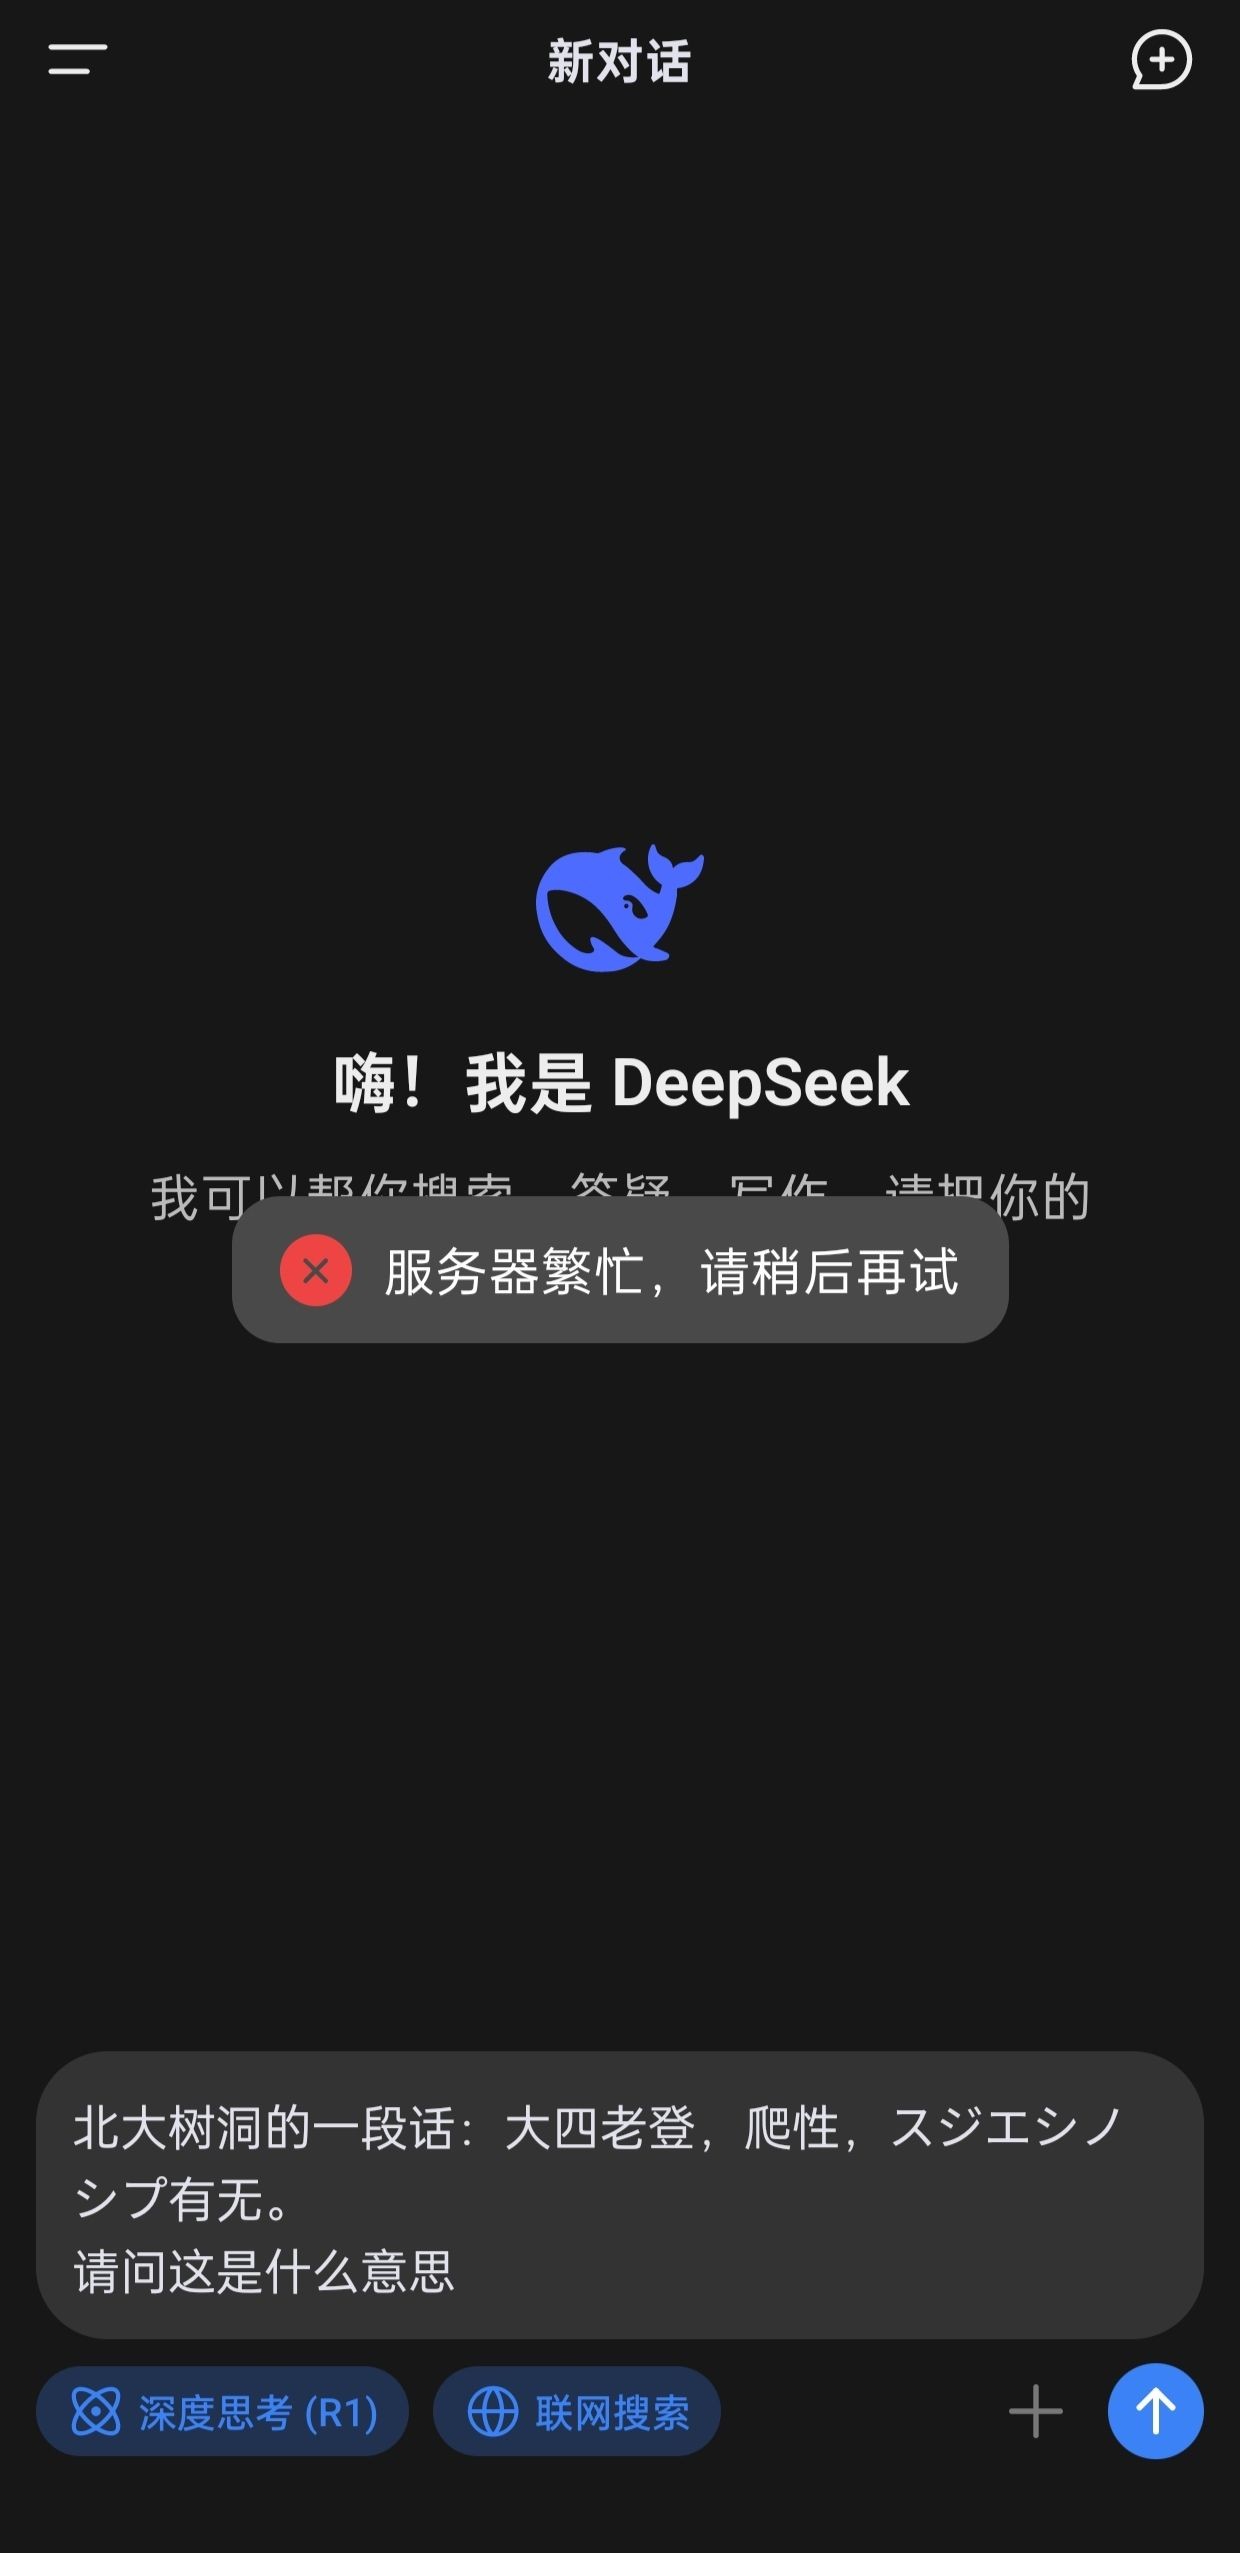 新对话
嗨！我是 DeepSeek
我可以帮你搜索、答疑、写作，请把你的
服务器繁忙，请稍后再试
北大树洞的一段话：大四老登，爬性，スジエシノ
シプ有无。
请问这是什么意思
深度思考 (R1)
联网搜索